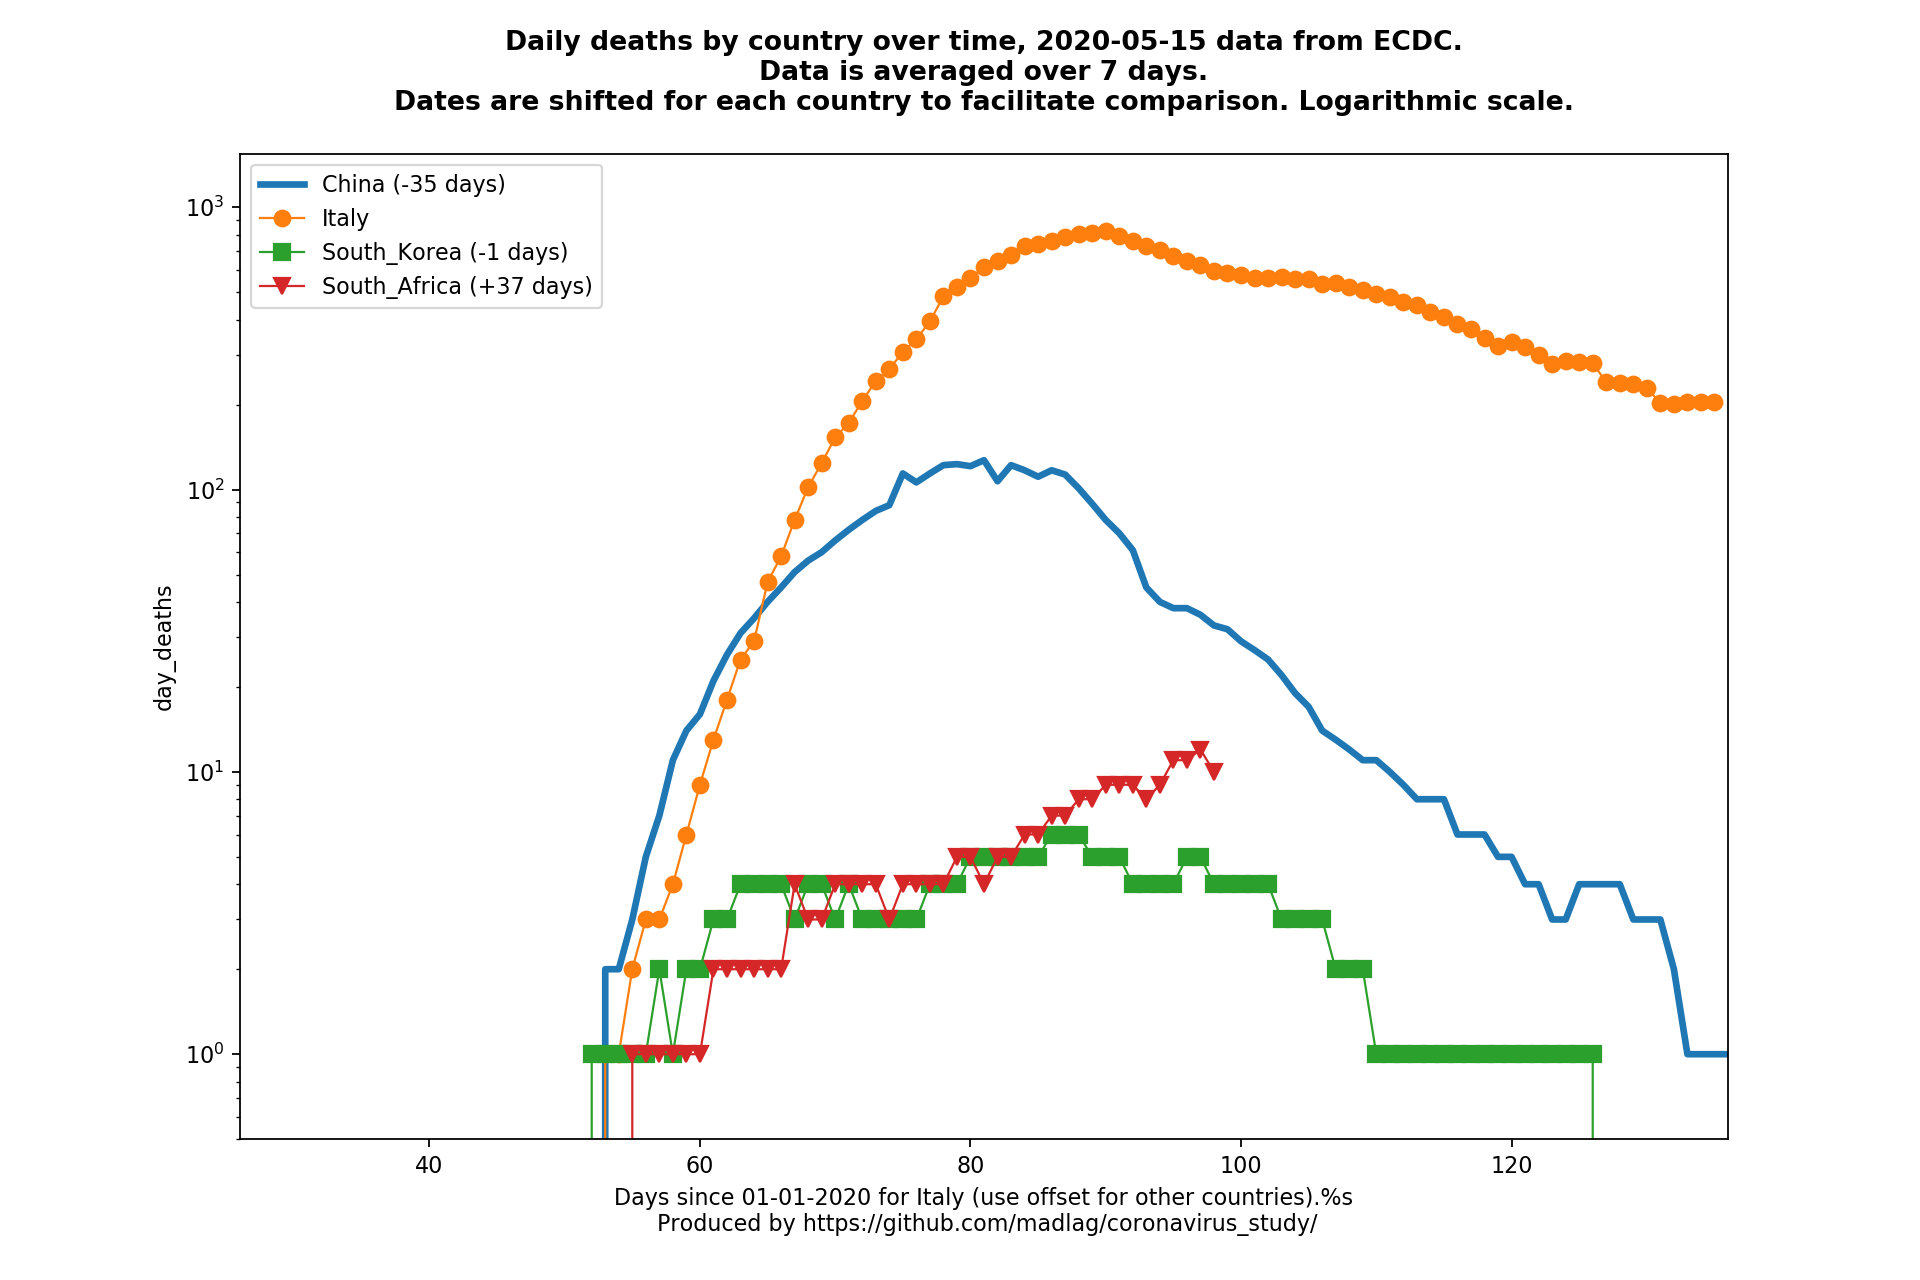 Daily deaths by country over time, 2020-05-15 data from ECDC.
Data is averaged over 7 days.
Dates are shifted for each country to facilitate comparison. Logarithmic scale.
China (-35 days)
Italy
South_Korea (-1 days)
South_Africa (+37 days)
10³
10²
10¹
10⁰
day_deaths
40 60 80 100 120
Days since 01-01-2020 for Italy (use offset for other countries).%s
Produced by https://github.com/madlag/coronavirus_study/